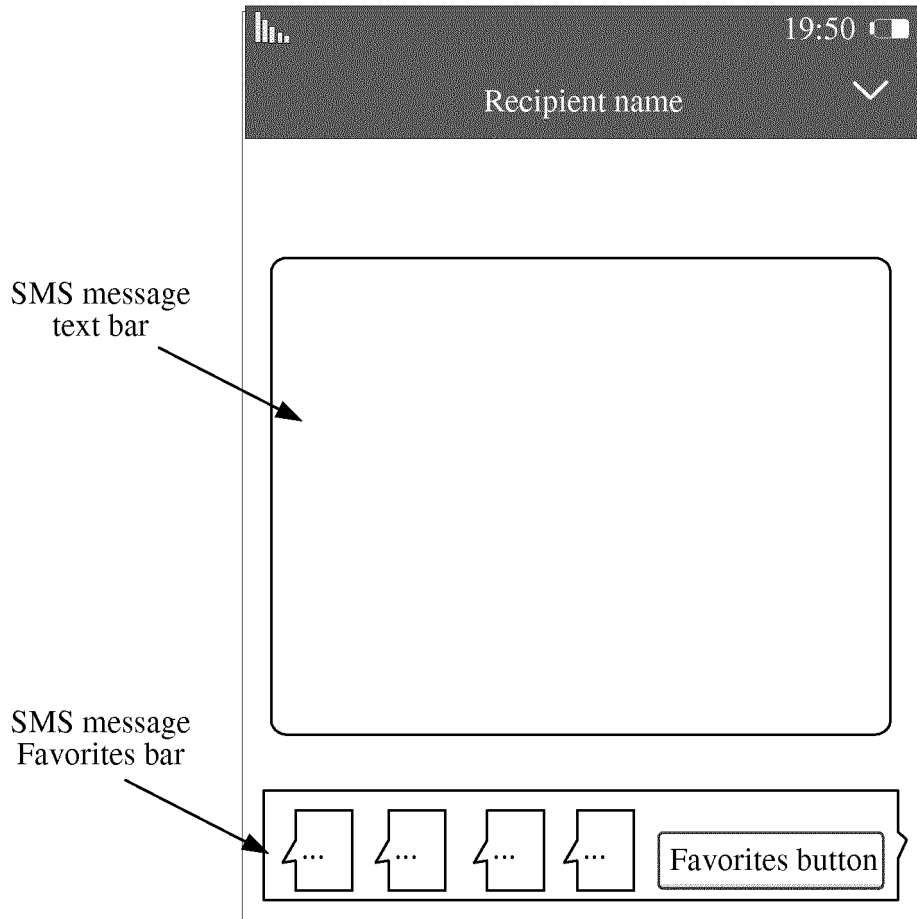 19:50
Recipient name
SMS message
text bar
SMS message
Favorites bar
...
...
...
...
Favorites button